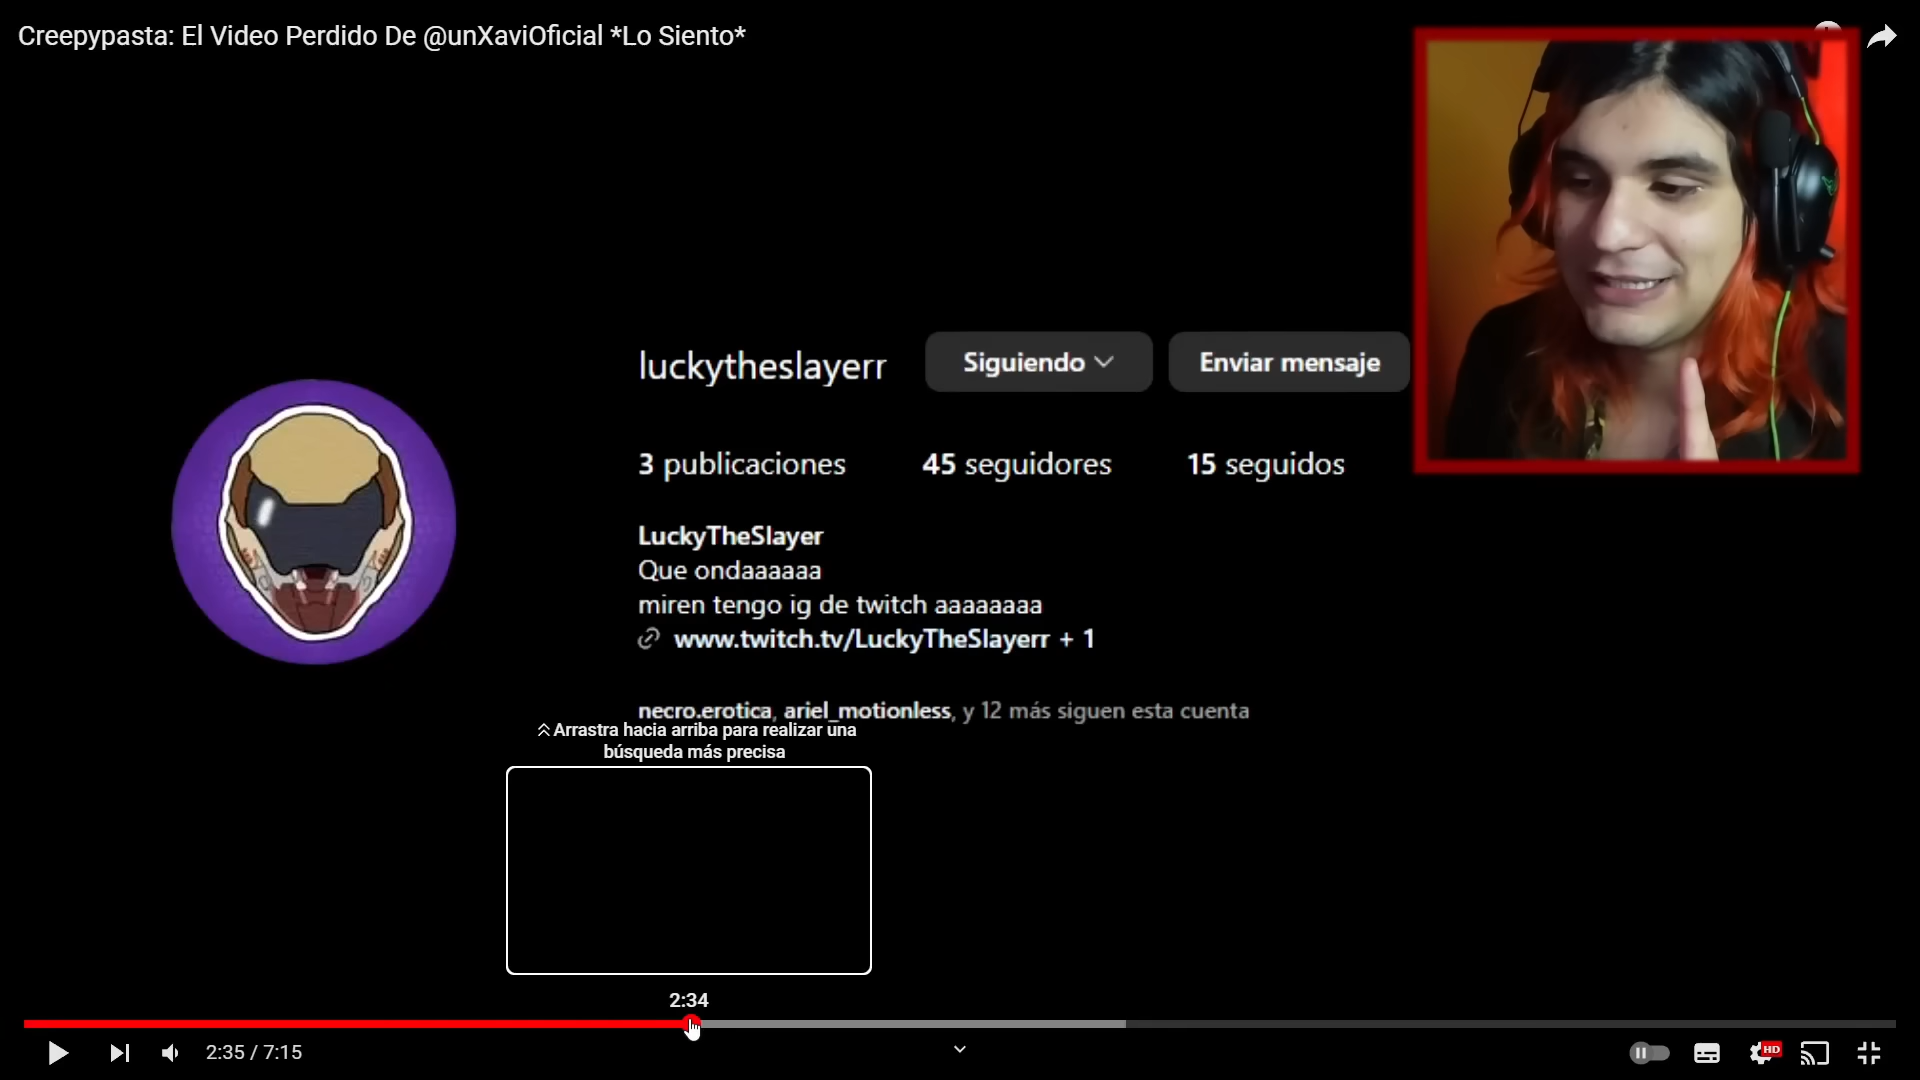 Creepypasta: El Video Perdido De @unXaviOficial *Lo Siento*
luckytheslayerr
Siguiendo
Enviar mensaje
3 publicaciones
45 seguidores
15 seguidos
LuckyTheSlayer
Que ondaaaaaa
miren tengo ig de twitch aaaaaaaa
www.twitch.tv/LuckyTheSlayerr + 1
necro.erotica, ariel_motionless, y 12 más siguen esta cuenta
Arrastra hacia arriba para realizar una
búsqueda más precisa
2:34
2:35 / 7:15
HD